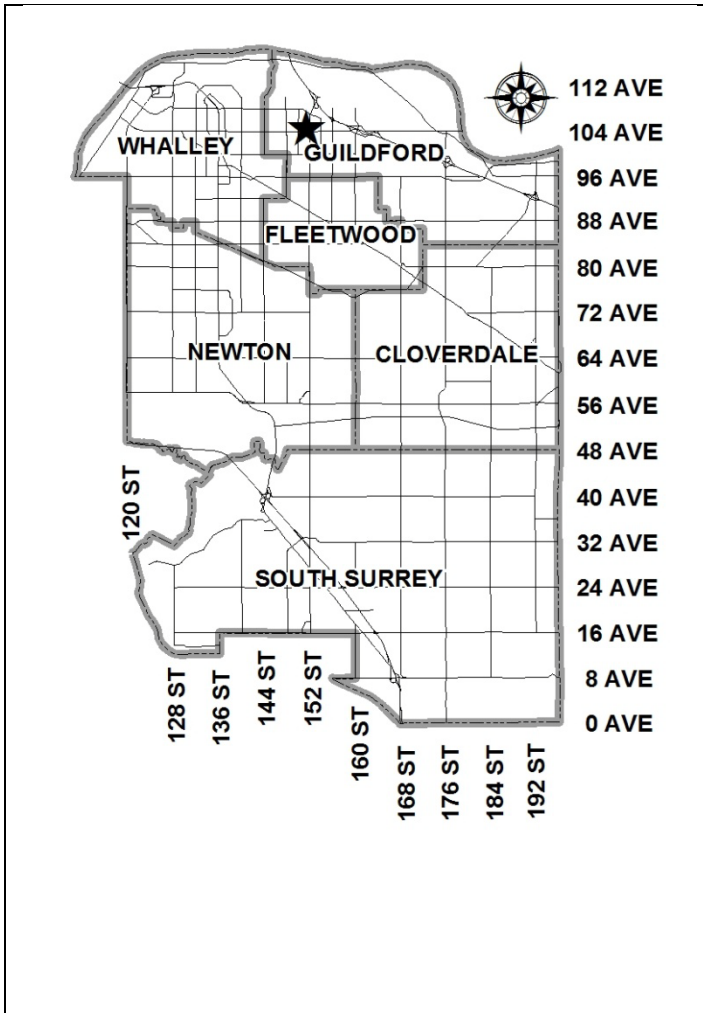 112 AVE
104 AVE
WHALLEY
GUILDFORD
96 AVE
88 AVE
FLEETWOOD
80 AVE
72 AVE
NEWTON
CLOVERDALE
64 AVE
56 AVE
48 AVE
120 ST
40 AVE
32 AVE
SOUTH SURREY
24 AVE
16 AVE
8 AVE
0 AVE
128 ST
136 ST
144 ST
152 ST
160 ST
168 ST
176 ST
184 ST
192 ST